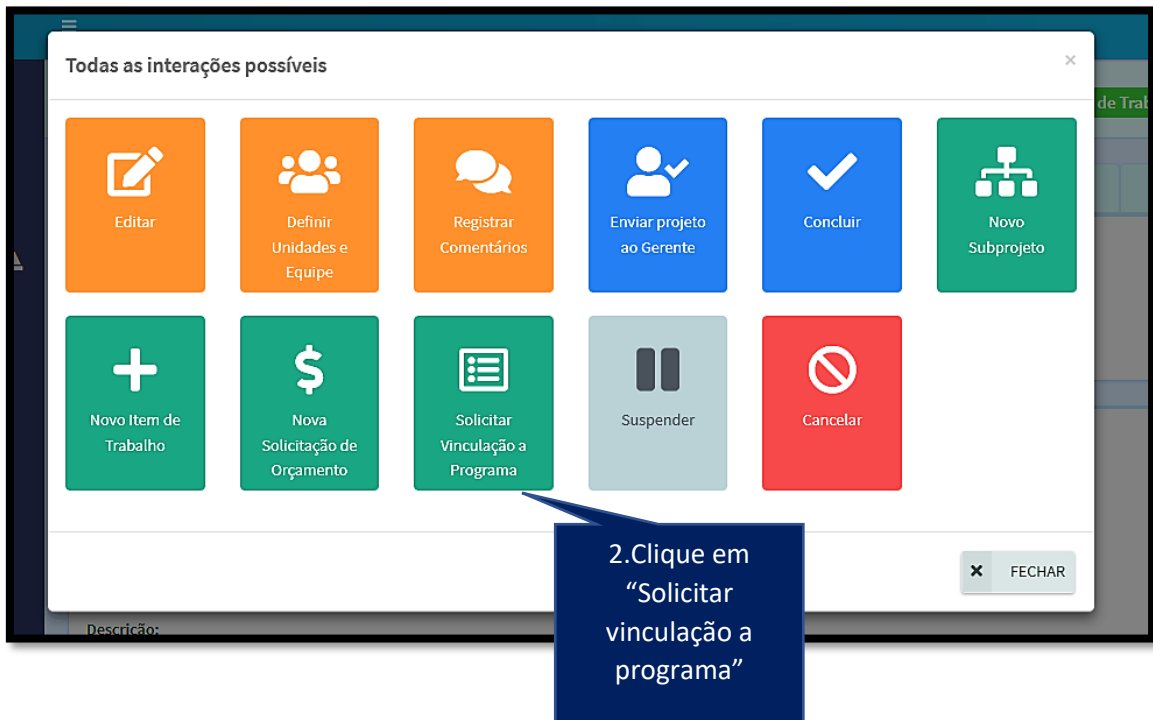 Todas as interações possíveis
×
de Trab
Editar
Definir
Unidades e
Equipe
Registrar
Comentários
Enviar projeto
ao Gerente
Concluir
Novo
Subprojeto
Novo Item de
Trabalho
Nova
Solicitação de
Orçamento
Solicitar
Vinculação a
Programa
Suspender
Cancelar
2.Clique em
“Solicitar
vinculação a
programa”
FECHAR
Descrição: